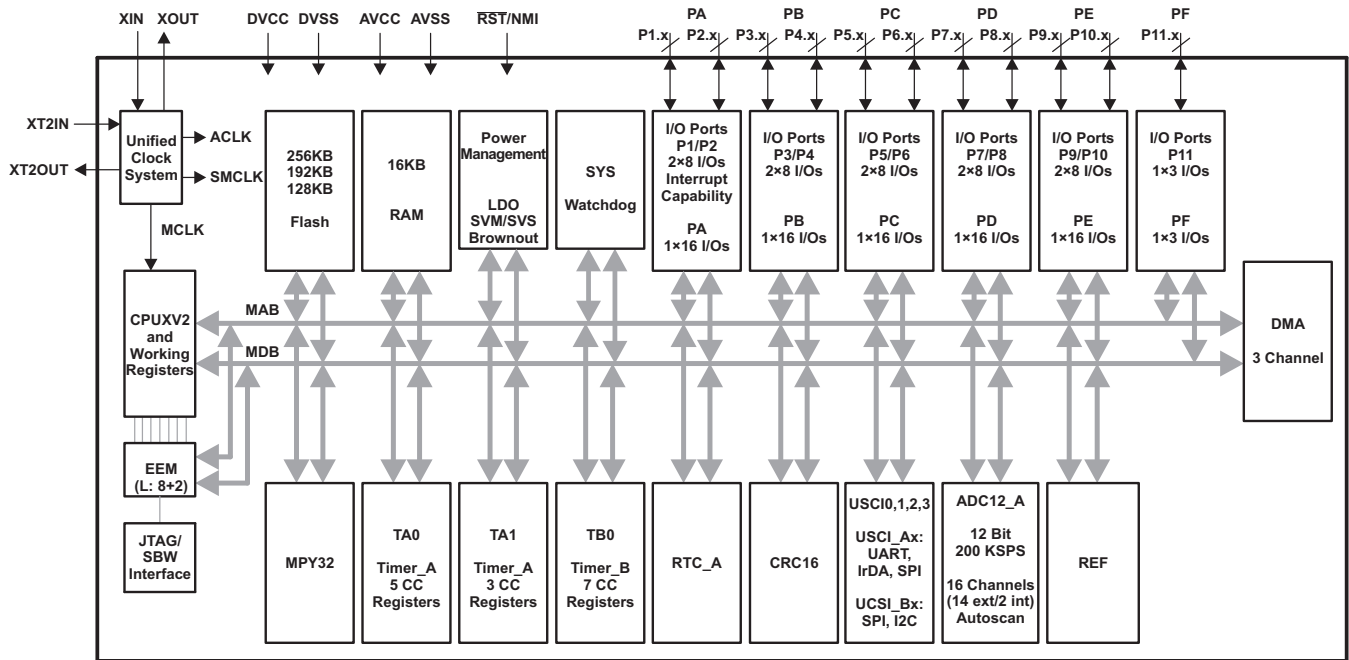 XIN XOUT DVCC DVSS AVCC AVSS RST/NMI PA PB PC PD PE PF
P1.x P2.x P3.x P4.x P5.x P6.x P7.x P8.x P9.x P10.x P11.x
XT2IN
XT2OUT
Unified
Clock
System
ACLK
SMCLK
MCLK
256KB
192KB
128KB
Flash
16KB
RAM
Power
Management
LDO
SVM/SVS
Brownout
SYS
Watchdog
I/O Ports
P1/P2
2×8 I/Os
Interrupt
Capability
PA
1×16 I/Os
I/O Ports
P3/P4
2×8 I/Os
PB
1×16 I/Os
I/O Ports
P5/P6
2×8 I/Os
PC
1×16 I/Os
I/O Ports
P7/P8
2×8 I/Os
PD
1×16 I/Os
I/O Ports
P9/P10
2×8 I/Os
PE
1×16 I/Os
I/O Ports
P11
1×3 I/Os
PF
1×3 I/Os
CPUXV2
and
Working
Registers
MAB
MDB
DMA
3 Channel
EEM
(L: 8+2)
JTAG/
SBW
Interface
MPY32
TA0
Timer_A
5 CC
Registers
TA1
Timer_A
3 CC
Registers
TB0
Timer_B
7 CC
Registers
RTC_A
CRC16
USCI0,1,2,3
USCI_Ax:
UART,
IrDA, SPI
UCSI_Bx:
SPI, I2C
ADC12_A
12 Bit
200 KSPS
16 Channels
(14 ext/2 int)
Autoscan
REF